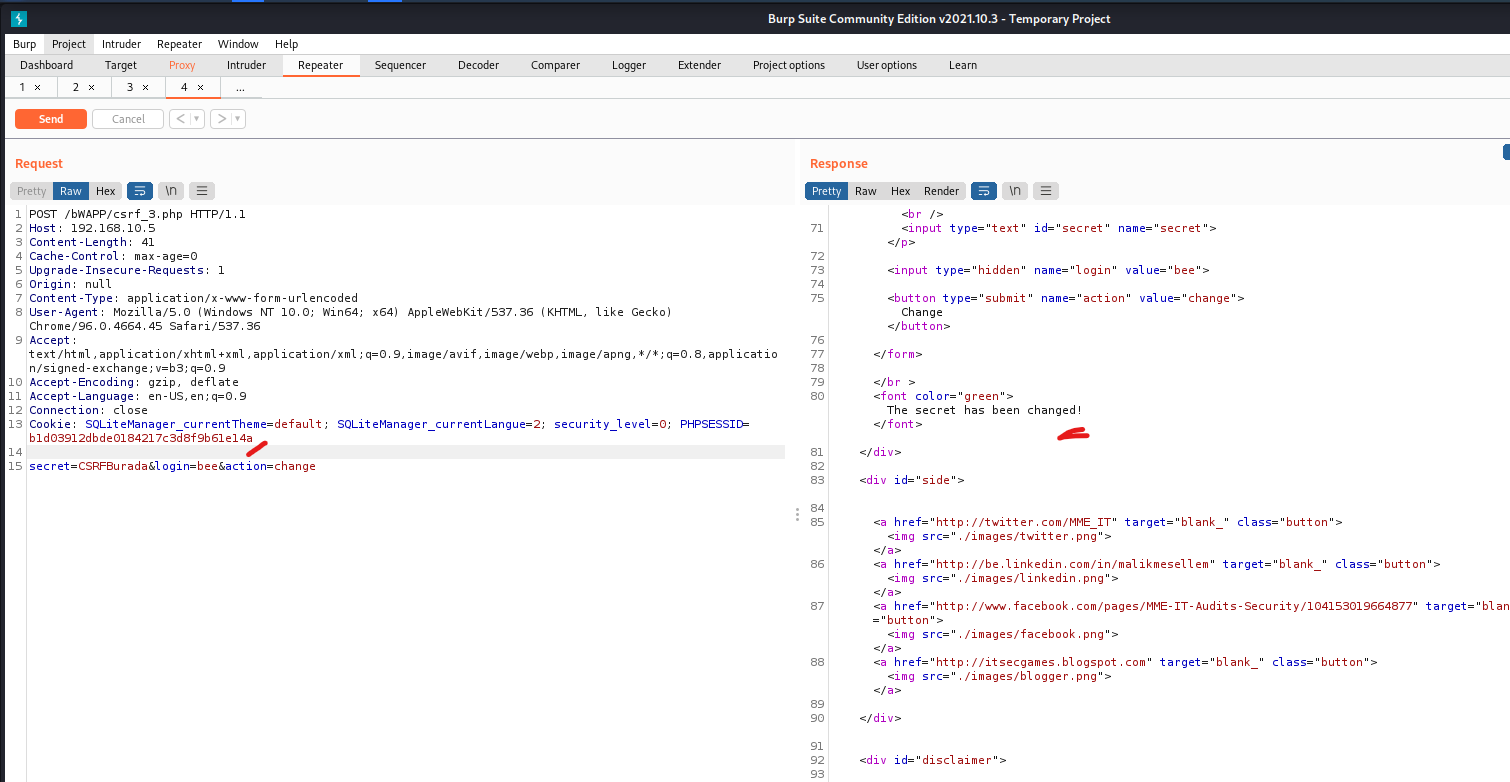 Burp Suite Community Edition v2021.10.3 - Temporary Project
Burp Project Intruder Repeater Window Help
Dashboard Target Proxy Intruder Repeater Sequencer Decoder Comparer Logger Extender Project options User options Learn
1 × 2 × 3 × 4 × ...
Send Cancel < ▾ > ▾
Request
Pretty Raw Hex \n
1 POST /bWAPP/csrf_3.php HTTP/1.1
2 Host: 192.168.10.5
3 Content-Length: 41
4 Cache-Control: max-age=0
5 Upgrade-Insecure-Requests: 1
6 Origin: null
7 Content-Type: application/x-www-form-urlencoded
8 User-Agent: Mozilla/5.0 (Windows NT 10.0; Win64; x64) AppleWebKit/537.36 (KHTML, like Gecko)
Chrome/96.0.4664.45 Safari/537.36
9 Accept:
text/html,application/xhtml+xml,application/xml;q=0.9,image/avif,image/webp,image/apng,*/*;q=0.8,applicatio
n/signed-exchange;v=b3;q=0.9
10 Accept-Encoding: gzip, deflate
11 Accept-Language: en-US,en;q=0.9
12 Connection: close
13 Cookie: SQLiteManager_currentTheme=default; SQLiteManager_currentLangue=2; security_level=0; PHPSESSID=
b1d03912dbde0184217c3d8f9b61e14a
14
15 secret=CSRFBurada&login=bee&action=change
Response
Pretty Raw Hex Render \n
<br />
71 <input type="text" id="secret" name="secret">
</p>
72
73 <input type="hidden" name="login" value="bee">
74
75 <button type="submit" name="action" value="change">
Change
</button>
76
77 </form>
78
79 </br >
80 <font color="green">
The secret has been changed!
</font>
81 </div>
82
83 <div id="side">
84
85 <a href="http://twitter.com/MME_IT" target="blank_" class="button">
<img src="./images/twitter.png">
</a>
86 <a href="http://be.linkedin.com/in/malikmesellem" target="blank_" class="button">
<img src="./images/linkedin.png">
</a>
87 <a href="http://www.facebook.com/pages/MME-IT-Audits-Security/104153019664877" target="blan
="button">
<img src="./images/facebook.png">
</a>
88 <a href="http://itsecgames.blogspot.com" target="blank_" class="button">
<img src="./images/blogger.png">
</a>
89
90 </div>
91
92 <div id="disclaimer">
93